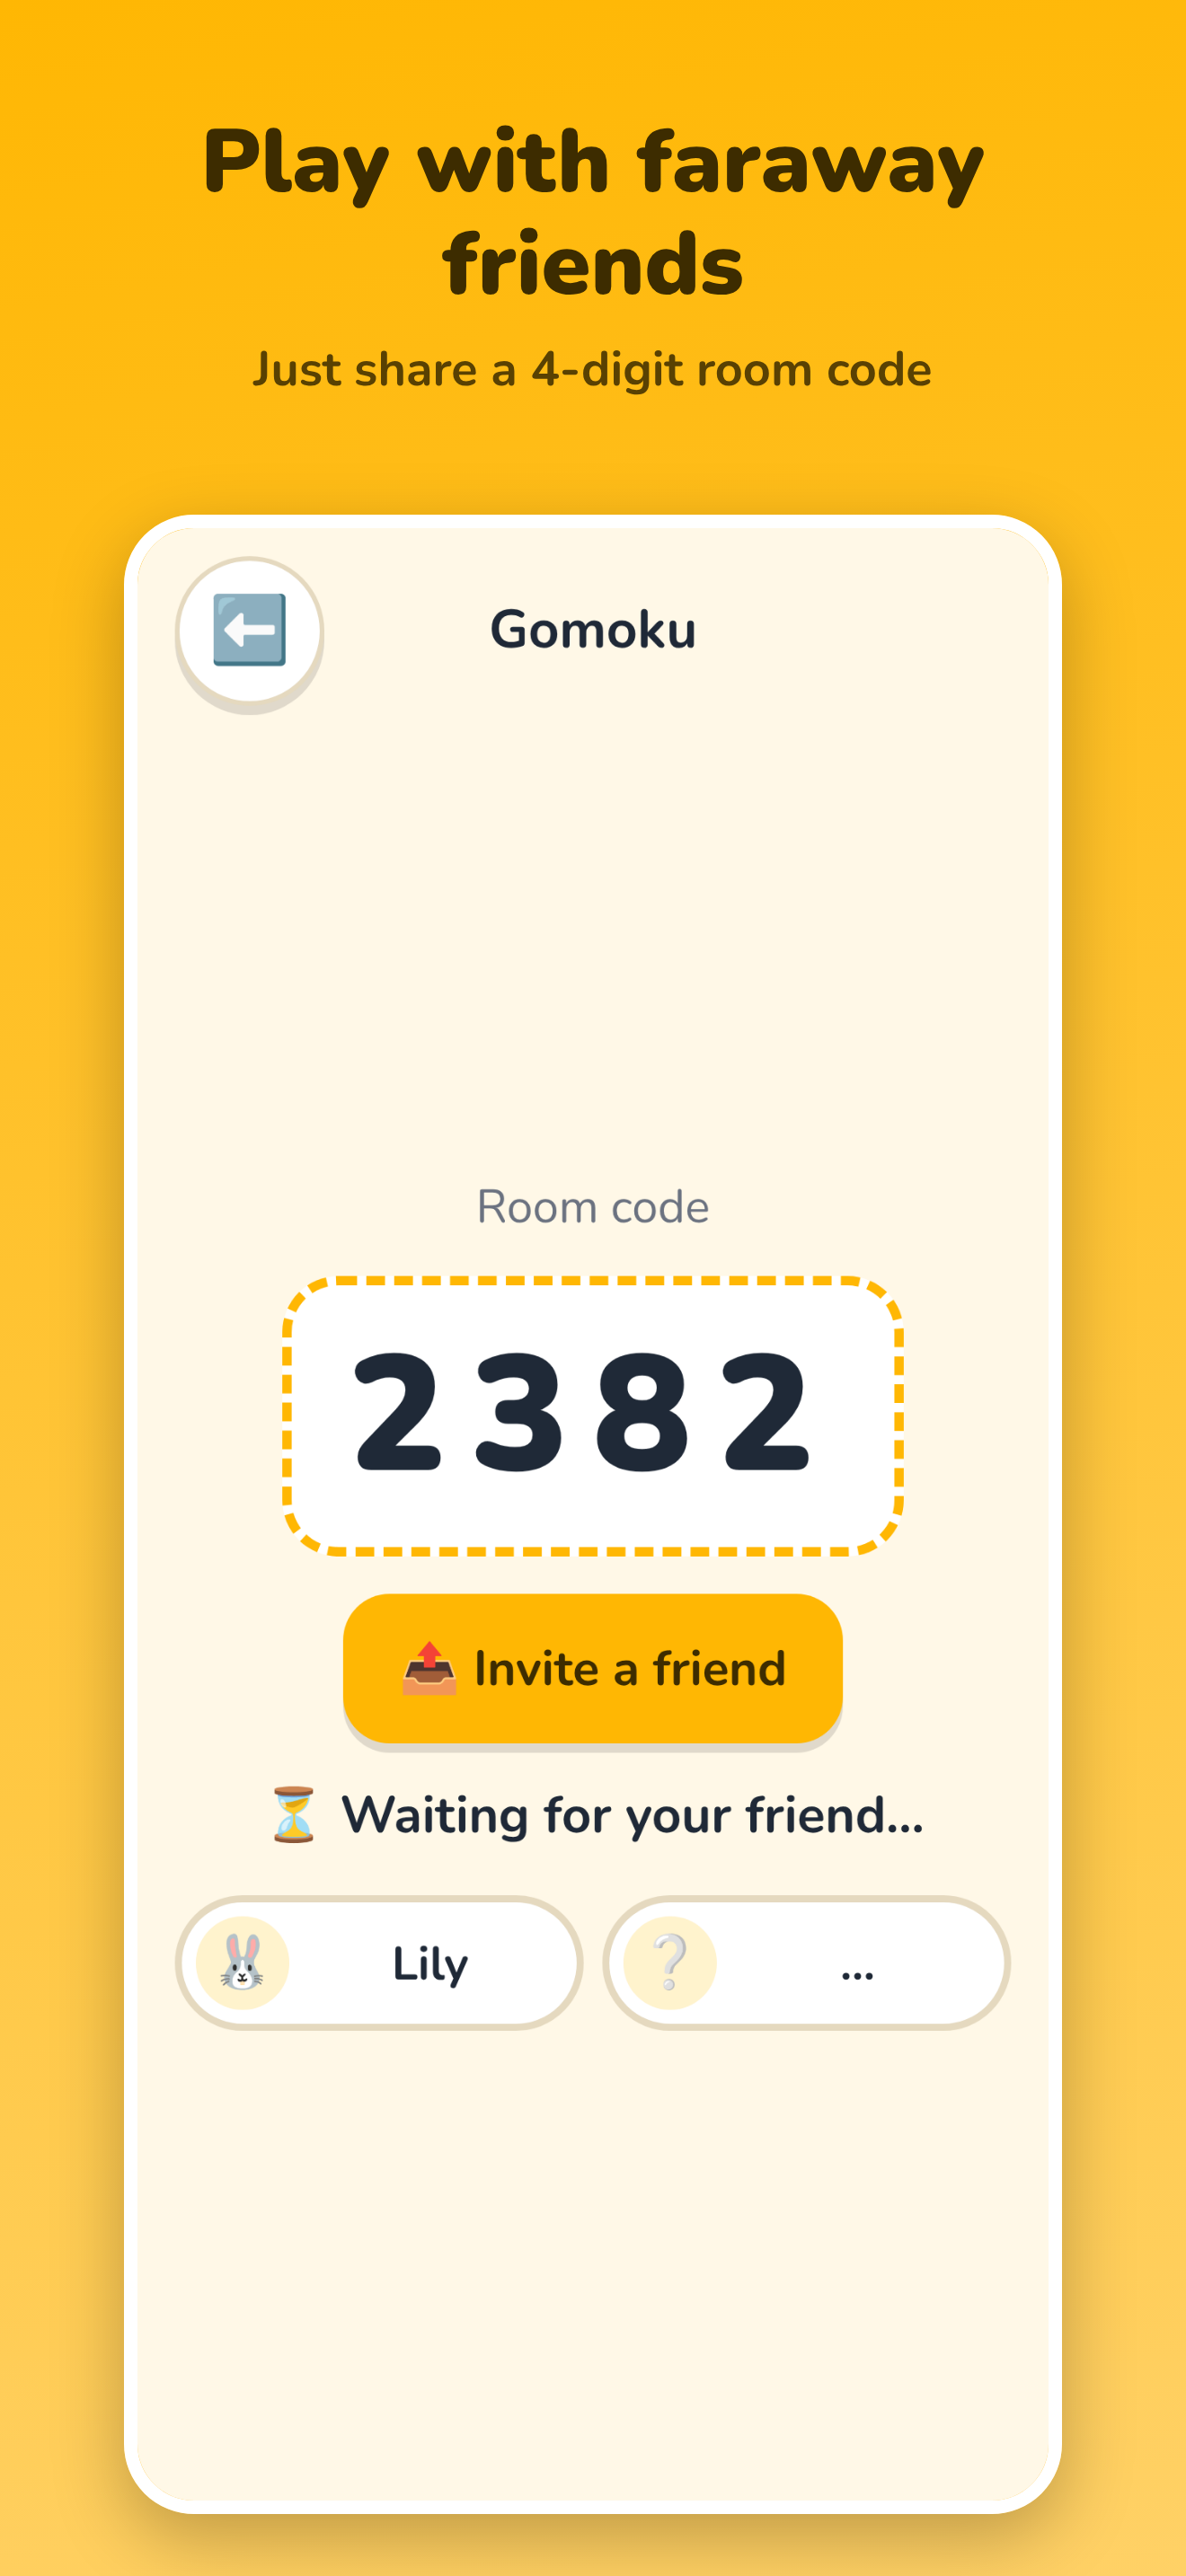 Play with faraway
friends
Just share a 4-digit room code
Gomoku
Room code
2382
Invite a friend
Waiting for your friend...
Lily
...